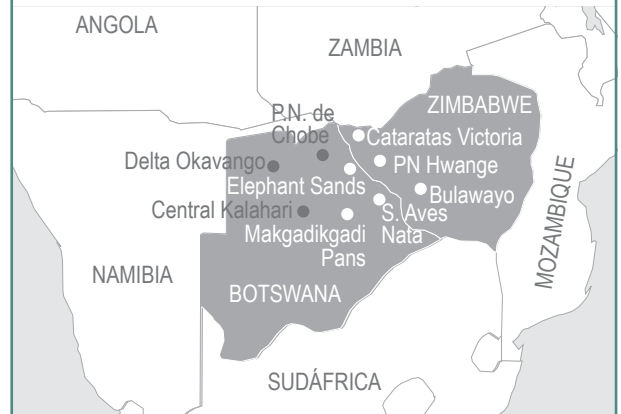 ANGOLA
ZAMBIA
ZIMBABWE
P.N. de
Chobe
Cataratas Victoria
Delta Okavango
PN Hwange
Elephant Sands
Bulawayo
Central Kalahari
S. Aves
Nata
Makgadikgadi
Pans
MOZAMBIQUE
NAMIBIA
BOTSWANA
SUDÁFRICA